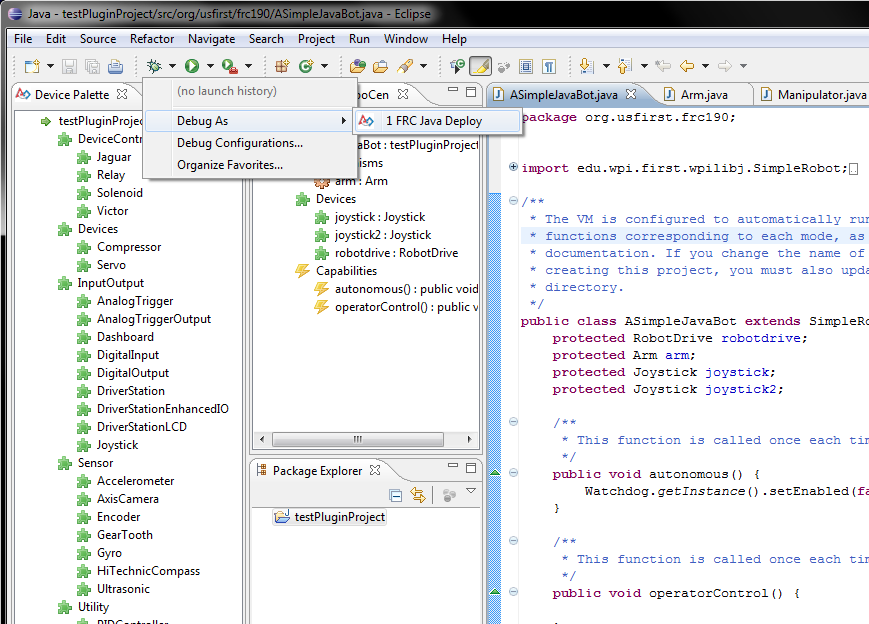 Java - testPluginProject/src/org/usfirst/frc190/ASimpleJavaBot.java - Eclipse
File Edit Source Refactor Navigate Search Project Run Window Help
Device Palette
testPluginProjec
DeviceContr
Jaguar
Relay
Solenoid
Victor
Devices
Compressor
Servo
InputOutput
AnalogTrigger
AnalogTriggerOutput
Dashboard
DigitalInput
DigitalOutput
DriverStation
DriverStationEnhancedIO
DriverStationLCD
Joystick
Sensor
Accelerometer
AxisCamera
Encoder
GearTooth
Gyro
HiTechnicCompass
Ultrasonic
Utility
(no launch history)
Debug As
Debug Configurations...
Organize Favorites...
1 FRC Java Deploy
boCen
aBot : testPluginProject
isms
arm : Arm
Devices
joystick : Joystick
joystick2 : Joystick
robotdrive : RobotDrive
Capabilities
autonomous() : public void
operatorControl() : public v
Package Explorer
testPluginProject
ASimpleJavaBot.java
Arm.java
Manipulator.java
package org.usfirst.frc190;
import edu.wpi.first.wpilibj.SimpleRobot;
/**
* The VM is configured to automatically run
* functions corresponding to each mode, as
* documentation. If you change the name of
* creating this project, you must also upda
* directory.
*/
public class ASimpleJavaBot extends SimpleRo
protected RobotDrive robotdrive;
protected Arm arm;
protected Joystick joystick;
protected Joystick joystick2;
/**
* This function is called once each tim
*/
public void autonomous() {
Watchdog.getInstance().setEnabled(fa
}
/**
* This function is called once each tim
*/
public void operatorControl() {